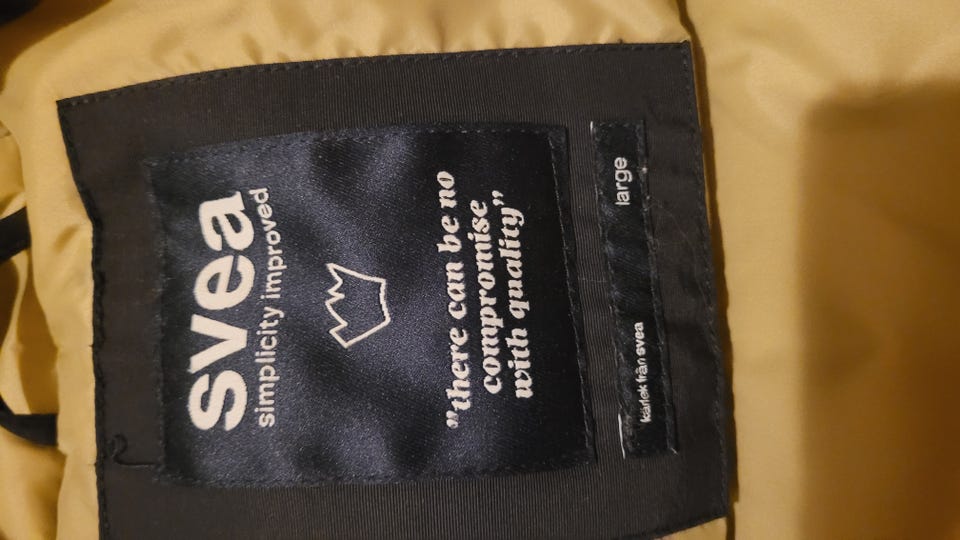 svea
simplicity improved
”there can be no
compromise
with quality”
kärlek från svea
large